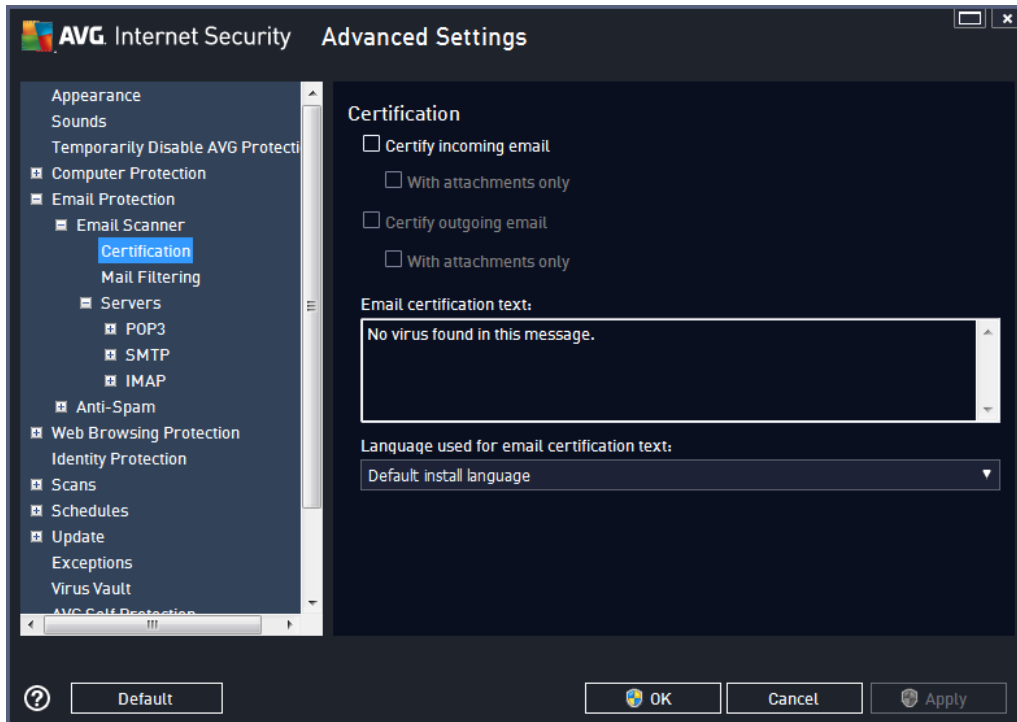 AVG. Internet Security Advanced Settings
Appearance
Sounds
Temporarily Disable AVG Protecti
Computer Protection
Email Protection
Email Scanner
Certification
Mail Filtering
Servers
POP3
SMTP
IMAP
Anti-Spam
Web Browsing Protection
Identity Protection
Scans
Schedules
Update
Exceptions
Virus Vault
AVG Self Protection
Certification
Certify incoming email
With attachments only
Certify outgoing email
With attachments only
Email certification text:
No virus found in this message.
Language used for email certification text:
Default install language
? Default OK Cancel Apply